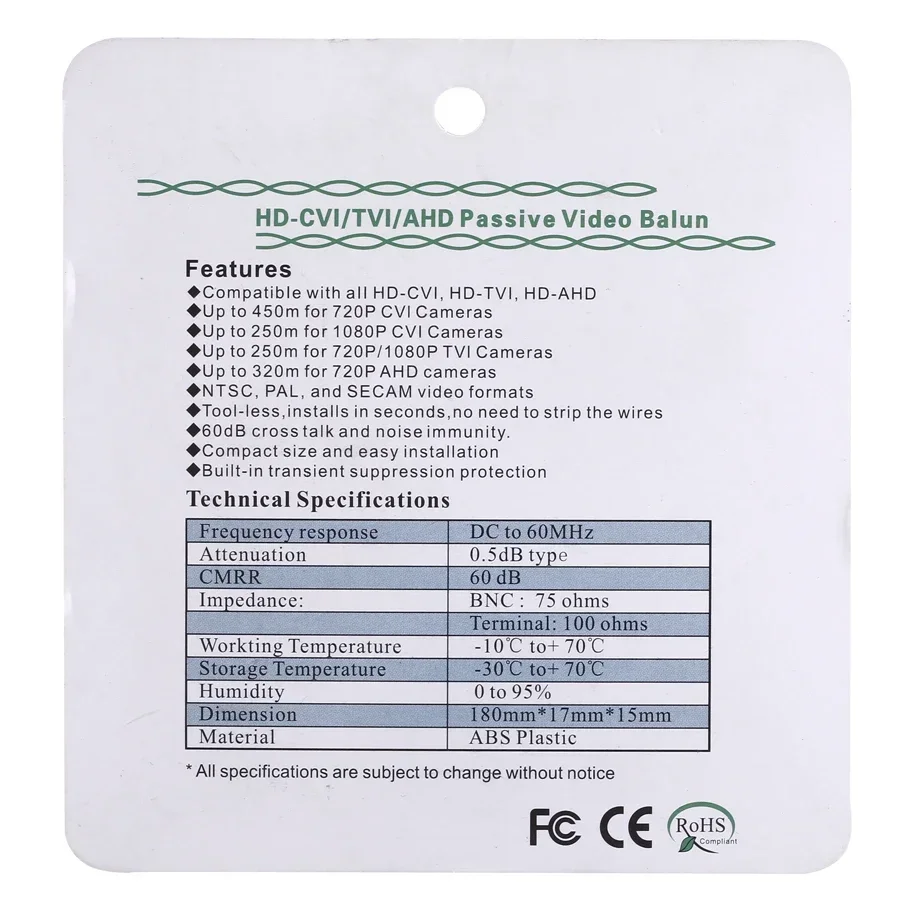 HD-CVI/TVI/AHD Passive Video Balun
Features
◆Compatible with all HD-CVI, HD-TVI, HD-AHD
◆Up to 450m for 720P CVI Cameras
◆Up to 250m for 1080P CVI Cameras
◆Up to 250m for 720P/1080P TVI Cameras
◆Up to 320m for 720P AHD cameras
◆NTSC, PAL, and SECAM video formats
◆Tool-less,installs in seconds,no need to strip the wires
◆60dB cross talk and noise immunity.
◆Compact size and easy installation
◆Built-in transient suppression protection
Technical Specifications
Frequency response DC to 60MHz
Attenuation 0.5dB type
CMRR 60 dB
Impedance: BNC : 75 ohms
Terminal: 100 ohms
Workting Temperature -10℃ to+ 70℃
Storage Temperature -30℃ to+ 70℃
Humidity 0 to 95%
Dimension 180mm*17mm*15mm
Material ABS Plastic
* All specifications are subject to change without notice
FC CE RoHS
Compliant